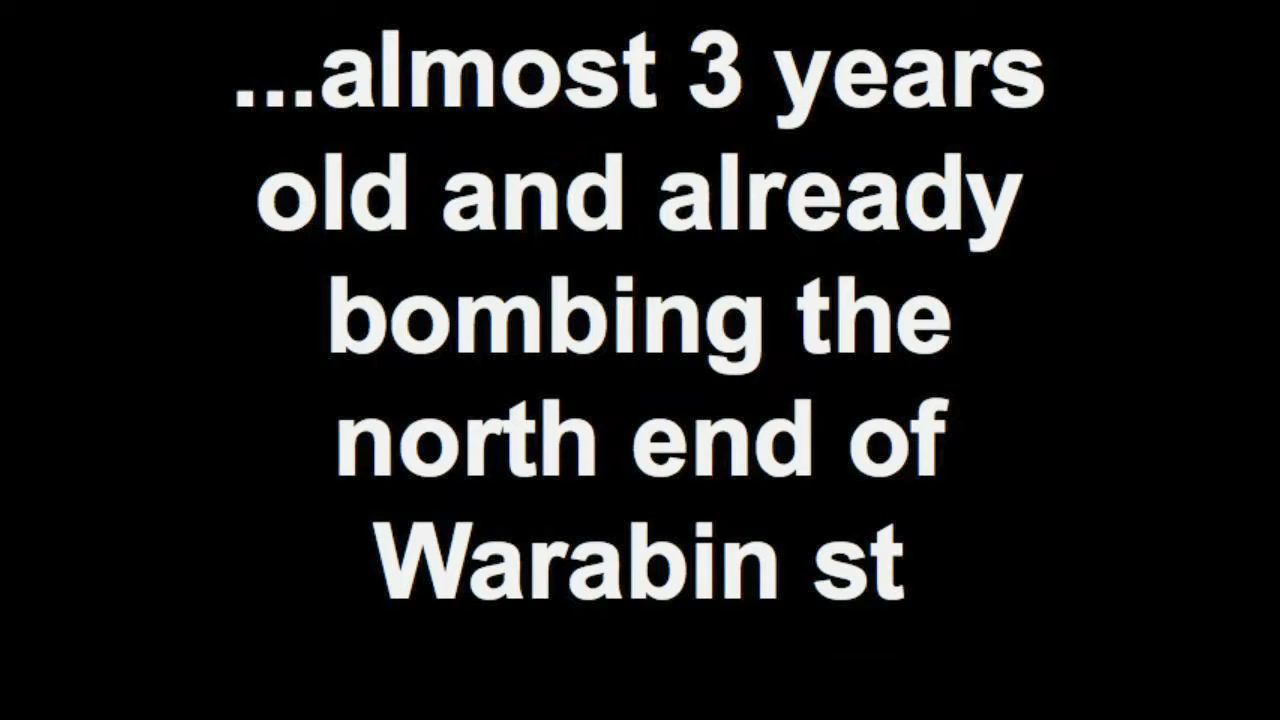 ...almost 3 years
old and already
bombing the
north end of
Warabin st